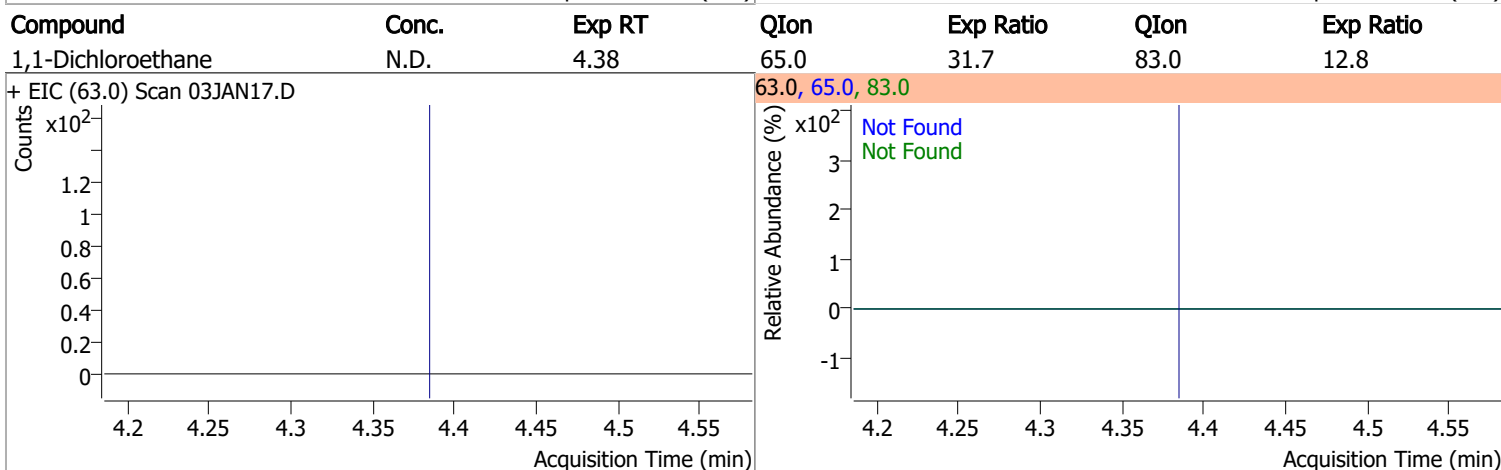 Compound Conc. Exp RT QIon Exp Ratio QIon Exp Ratio
1,1-Dichloroethane N.D. 4.38 65.0 31.7 83.0 12.8
+ EIC (63.0) Scan 03JAN17.D
Counts
x10²
1.2
1
0.8
0.6
0.4
0.2
0
4.2 4.25 4.3 4.35 4.4 4.45 4.5 4.55
Acquisition Time (min)
63.0, 65.0, 83.0
Relative Abundance (%)
x10²
Not Found
Not Found
3
2
1
0
-1
4.2 4.25 4.3 4.35 4.4 4.45 4.5 4.55
Acquisition Time (min)